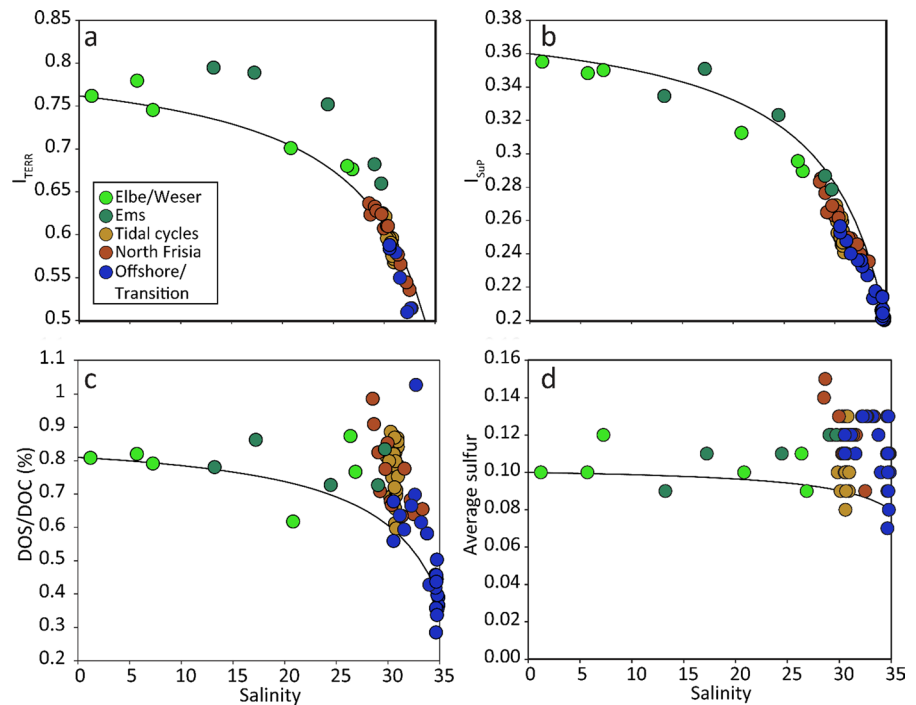 a
0.85
0.8
0.75
0.7
0.65
0.6
0.55
0.5
I_TERR
Elbe/Weser
Ems
Tidal cycles
North Frisia
Offshore/
Transition
b
0.36
0.34
0.32
0.3
0.28
0.26
0.24
0.22
0.2
I_SuP
c
1.1
1
0.9
0.8
0.7
0.6
0.5
0.4
0.3
0.2
DOS/DOC (%)
0 5 10 15 20 25 30 35
Salinity
d
0.16
0.14
0.12
0.10
0.08
0.06
0.04
0.02
0.00
Average sulfur
0 5 10 15 20 25 30 35
Salinity